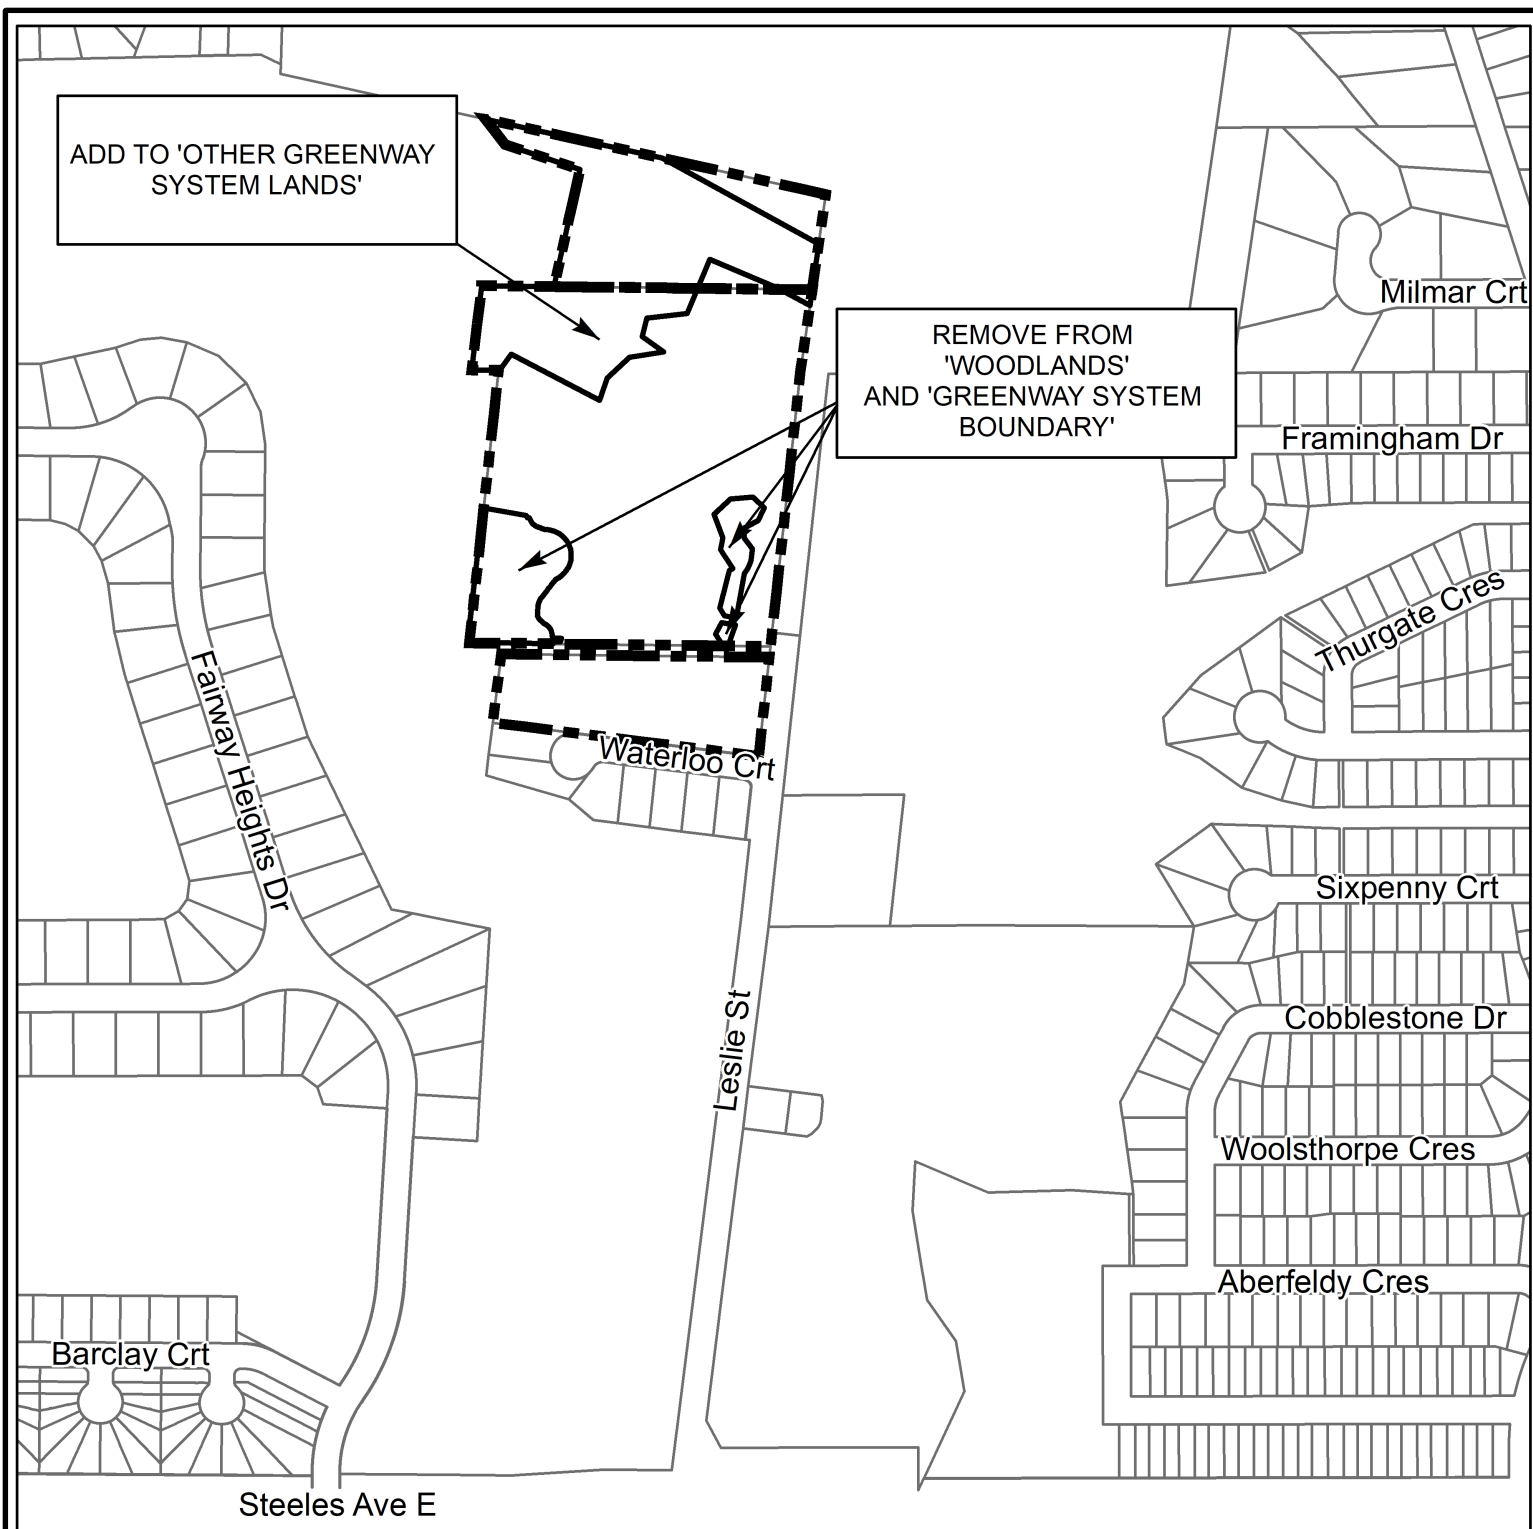 ADD TO 'OTHER GREENWAY
SYSTEM LANDS'
Milmar Crt
REMOVE FROM
'WOODLANDS'
AND 'GREENWAY SYSTEM
BOUNDARY'
Framingham Dr
Thurgate Cres
Fairway Heights Dr
Waterloo Crt
Sixpenny Crt
Leslie St
Cobblestone Dr
Woolsthorpe Cres
Aberfeldy Cres
Barclay Crt
Steeles Ave E